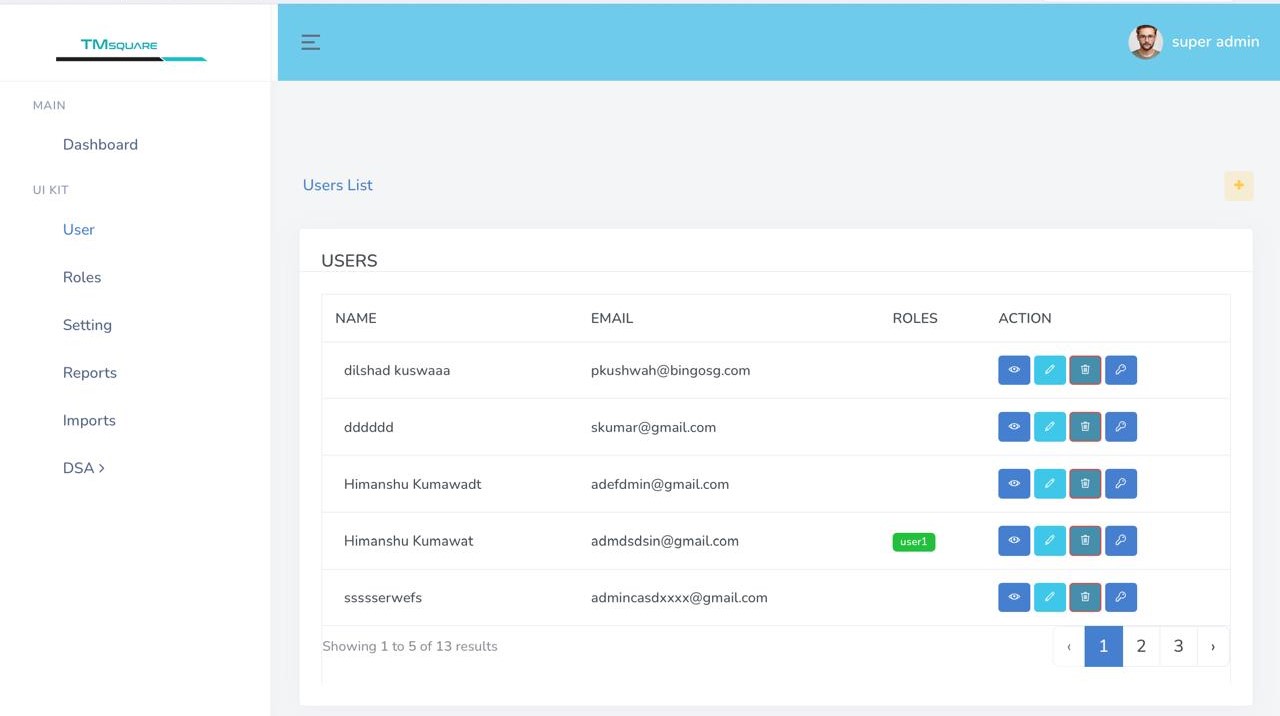 TMSQUARE
super admin
MAIN
Dashboard
UI KIT
User
Roles
Setting
Reports
Imports
DSA >
Users List
+
USERS
NAME EMAIL ROLES ACTION
dilshad kuswaaa pkushwah@bingosg.com
dddddd skumar@gmail.com
Himanshu Kumawadt adefdmin@gmail.com
Himanshu Kumawat admdsdsin@gmail.com user1
sssserwefs admincasdxxxx@gmail.com
Showing 1 to 5 of 13 results ‹ 1 2 3 ›